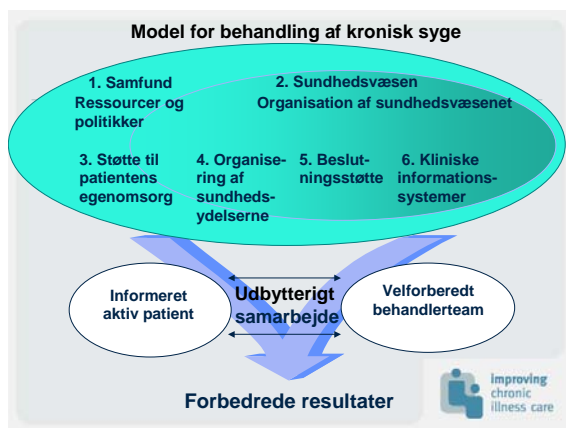 Model for behandling af kronisk syge
1. Samfund
Ressourcer og
politikker
2. Sundhedsvæsen
Organisation af sundhedsvæsenet
3. Støtte til
patientens
egenomsorg
4. Organise-
ring af
sundheds-
ydelserne
5. Beslut-
ningsstøtte
6. Kliniske
informations-
systemer
Informeret
aktiv patient
Udbytterigt
samarbejde
Velforberedt
behandlerteam
Forbedrede resultater
improving
chronic
illness care